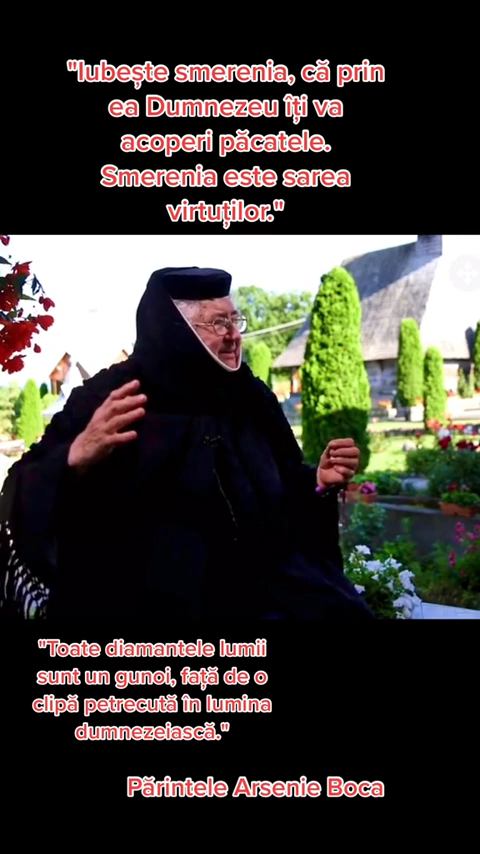 "Iubește smerenia, că prin
ea Dumnezeu îți va
acoperi păcatele.
Smerenia este sarea
virtuților."
"Toate diamantele lumii
sunt un gunoi, față de o
clipă petrecută în lumina
dumnezeiască."
Părintele Arsenie Boca